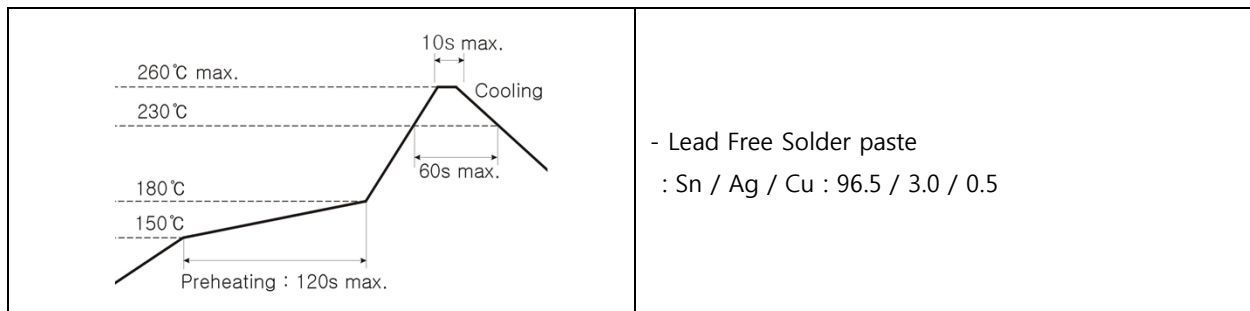 10s max.
260℃ max.
Cooling
230℃
60s max.
180℃
150℃
Preheating : 120s max.
- Lead Free Solder paste
: Sn / Ag / Cu : 96.5 / 3.0 / 0.5